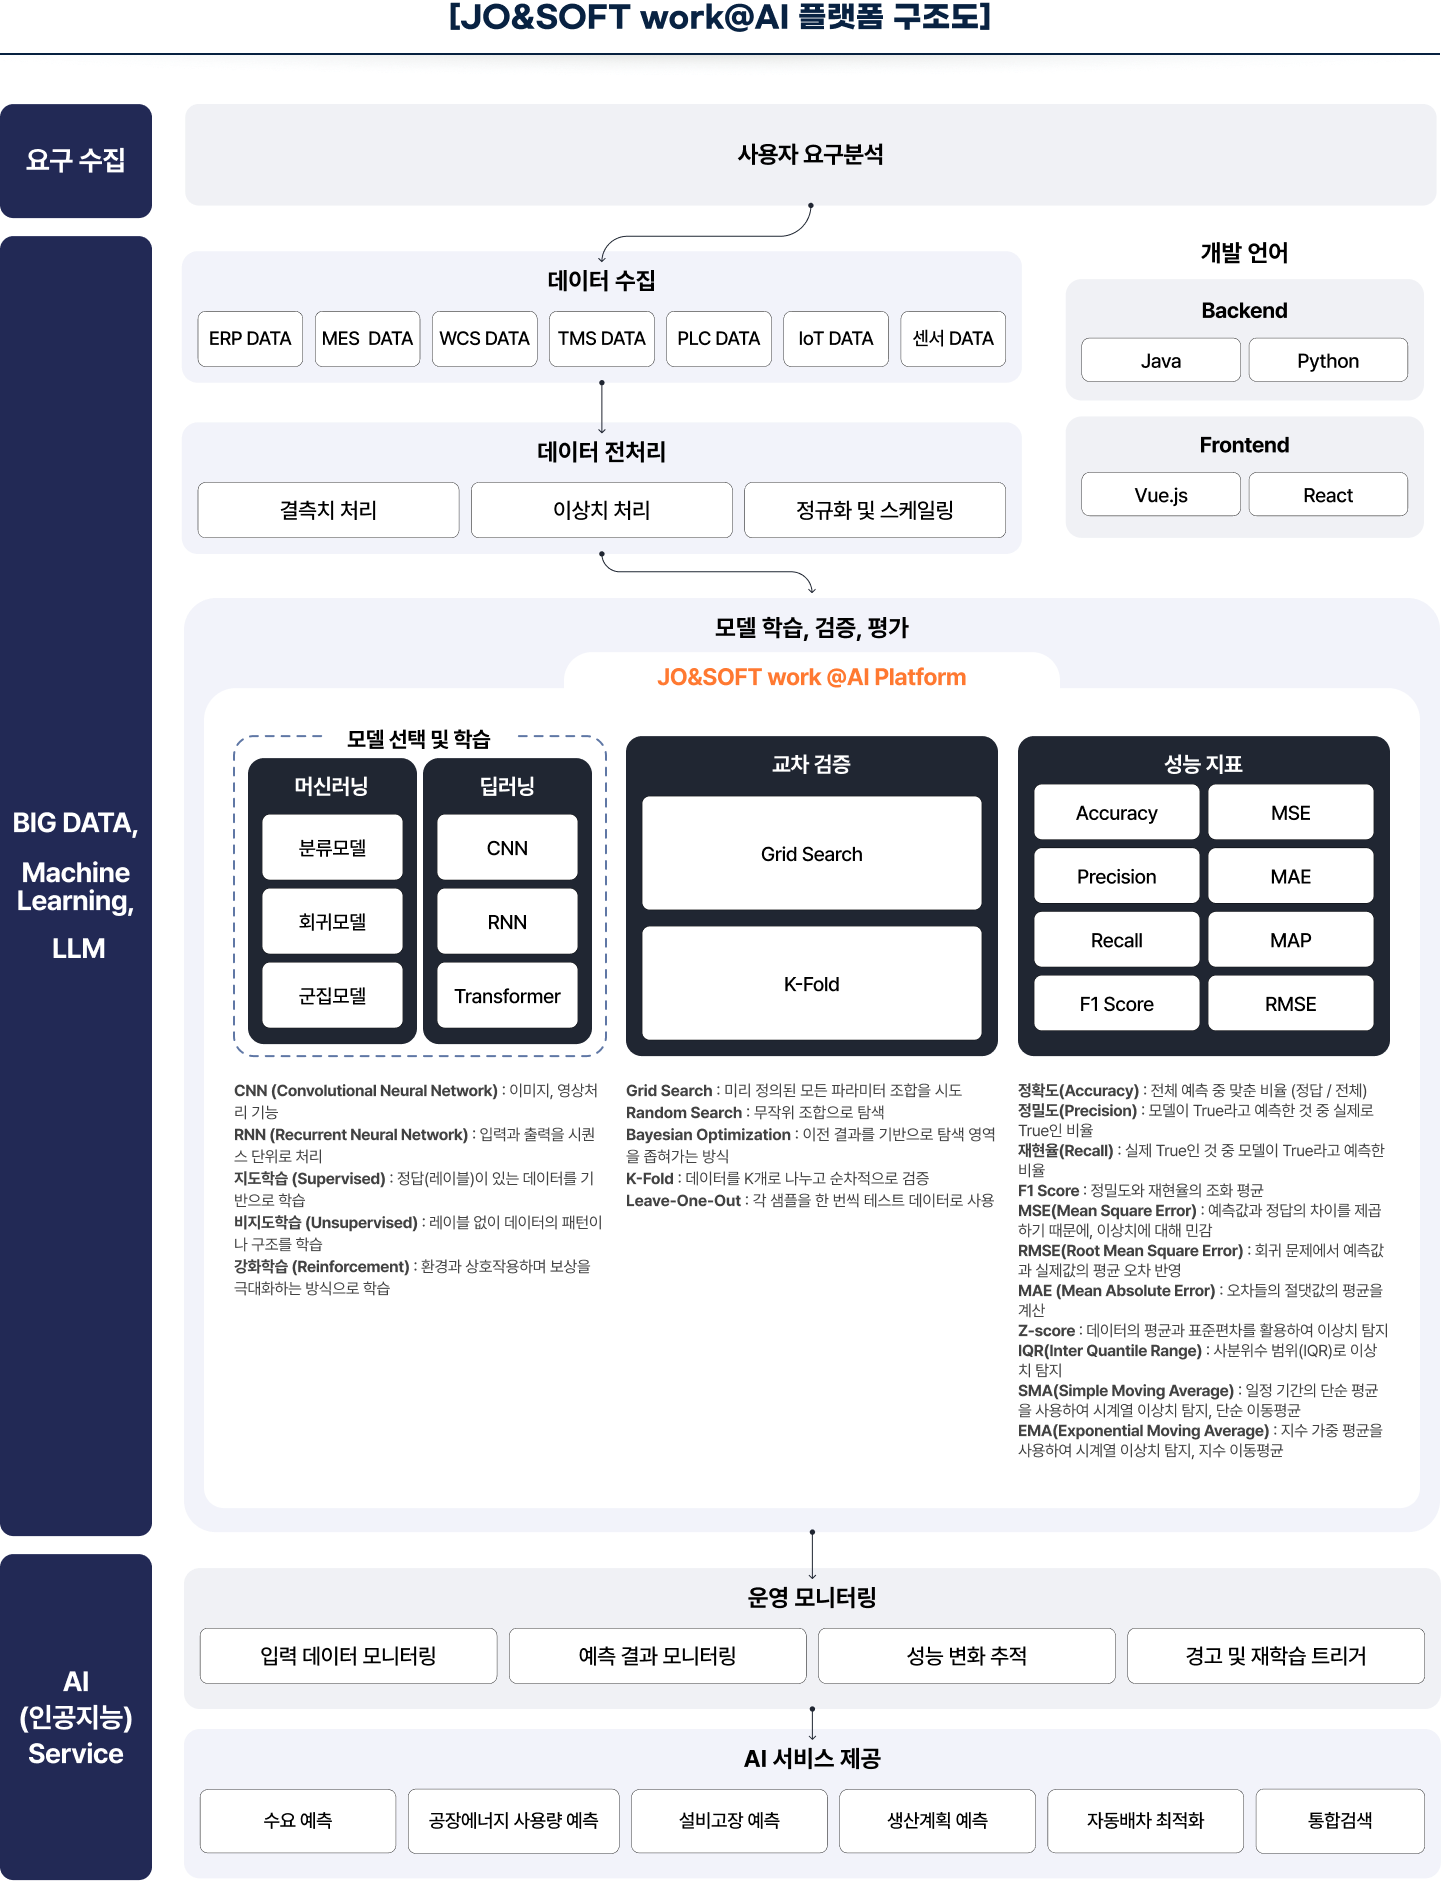 [JO&SOFT work@AI 플랫폼 구조도]
요구 수집
사용자 요구분석
데이터 수집
ERP DATA
MES  DATA
WCS DATA
TMS DATA
PLC DATA
IoT DATA
센서 DATA
개발 언어
Backend
Java
Python
Frontend
Vue.js
React
데이터 전처리
결측치 처리
이상치 처리
정규화 및 스케일링
BIG DATA,
Machine
Learning,
LLM
모델 학습, 검증, 평가
JO&SOFT work @AI Platform
모델 선택 및 학습
머신러닝
분류모델
회귀모델
군집모델
딥러닝
CNN
RNN
Transformer
교차 검증
Grid Search
K-Fold
성능 지표
Accuracy
MSE
Precision
MAE
Recall
MAP
F1 Score
RMSE
CNN (Convolutional Neural Network) : 이미지, 영상처
리 기능
RNN (Recurrent Neural Network) : 입력과 출력을 시퀀
스 단위로 처리
지도학습 (Supervised) : 정답(레이블)이 있는 데이터를 기
반으로 학습
비지도학습 (Unsupervised) : 레이블 없이 데이터의 패턴이
나 구조를 학습
강화학습 (Reinforcement) : 환경과 상호작용하며 보상을
극대화하는 방식으로 학습
Grid Search : 미리 정의된 모든 파라미터 조합을 시도
Random Search : 무작위 조합으로 탐색
Bayesian Optimization : 이전 결과를 기반으로 탐색 영역
을 좁혀가는 방식
K-Fold : 데이터를 K개로 나누고 순차적으로 검증
Leave-One-Out : 각 샘플을 한 번씩 테스트 데이터로 사용
정확도(Accuracy) : 전체 예측 중 맞춘 비율 (정답 / 전체)
정밀도(Precision) : 모델이 True라고 예측한 것 중 실제로
True인 비율
재현율(Recall) : 실제 True인 것 중 모델이 True라고 예측한
비율
F1 Score : 정밀도와 재현율의 조화 평균
MSE(Mean Square Error) : 예측값과 정답의 차이를 제곱
하기 때문에, 이상치에 대해 민감
RMSE(Root Mean Square Error) : 회귀 문제에서 예측값
과 실제값의 평균 오차 반영
MAE (Mean Absolute Error) : 오차들의 절댓값의 평균을
계산
Z-score : 데이터의 평균과 표준편차를 활용하여 이상치 탐지
IQR(Inter Quantile Range) : 사분위수 범위(IQR)로 이상
치 탐지
SMA(Simple Moving Average) : 일정 기간의 단순 평균
을 사용하여 시계열 이상치 탐지, 단순 이동평균
EMA(Exponential Moving Average) : 지수 가중 평균을
사용하여 시계열 이상치 탐지, 지수 이동평균
AI
(인공지능)
Service
운영 모니터링
입력 데이터 모니터링
예측 결과 모니터링
성능 변화 추적
경고 및 재학습 트리거
AI 서비스 제공
수요 예측
공장에너지 사용량 예측
설비고장 예측
생산계획 예측
자동배차 최적화
통합검색